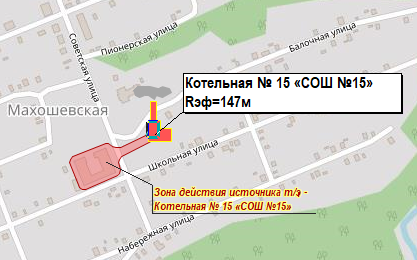 Пионерская улица
Советская улица
Балочная улица
Котельная № 15 «СОШ №15»
Rэф=147м
Махошевская
Школьная улица
Зона действия источника т/э -
Котельная № 15 «СОШ №15»
Набережная улица